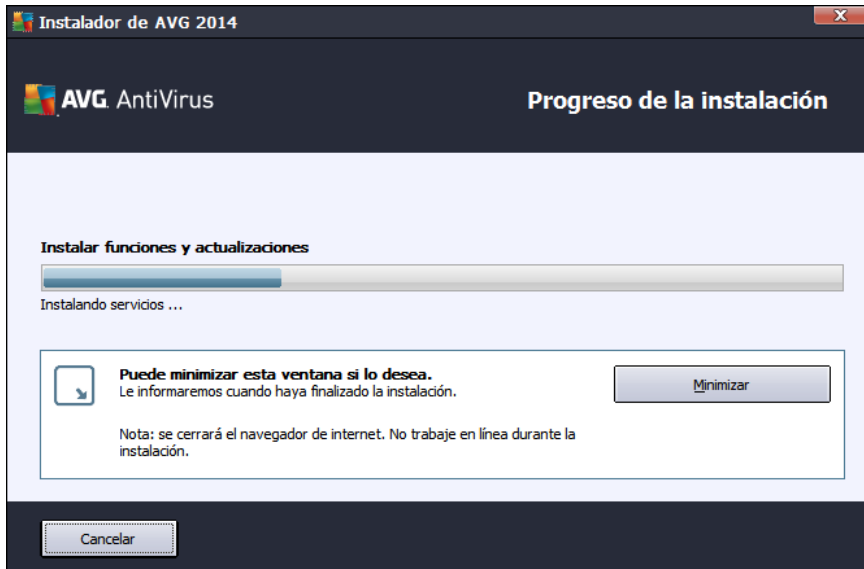 Instalador de AVG 2014
X
AVG. AntiVirus
Progreso de la instalación
Instalar funciones y actualizaciones
Instalando servicios ...
Puede minimizar esta ventana si lo desea.
Le informaremos cuando haya finalizado la instalación.
Minimizar
Nota: se cerrará el navegador de internet. No trabaje en línea durante la
instalación.
Cancelar